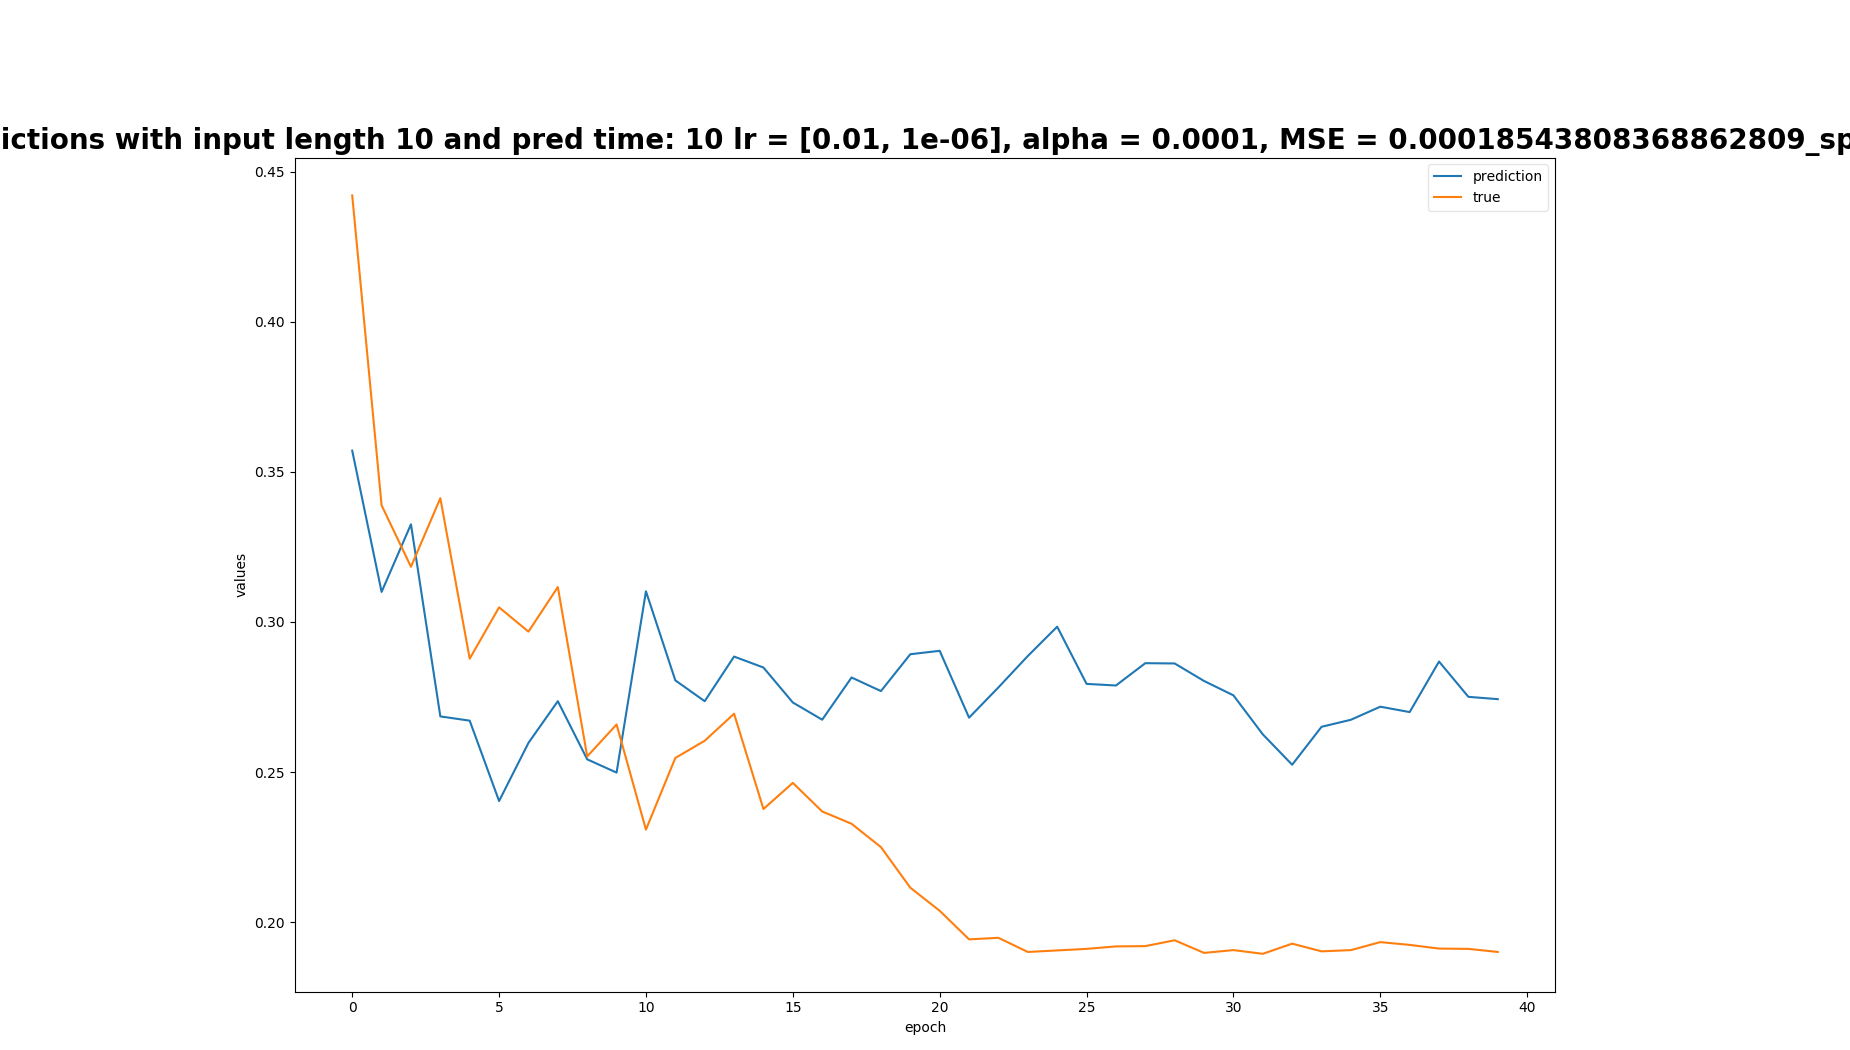 ictions with input length 10 and pred time: 10 lr = [0.01, 1e-06], alpha = 0.0001, MSE = 0.00018543808368862809_sp
prediction
true
0.45
0.40
0.35
0.30
0.25
0.20
values
0 5 10 15 20 25 30 35 40
epoch